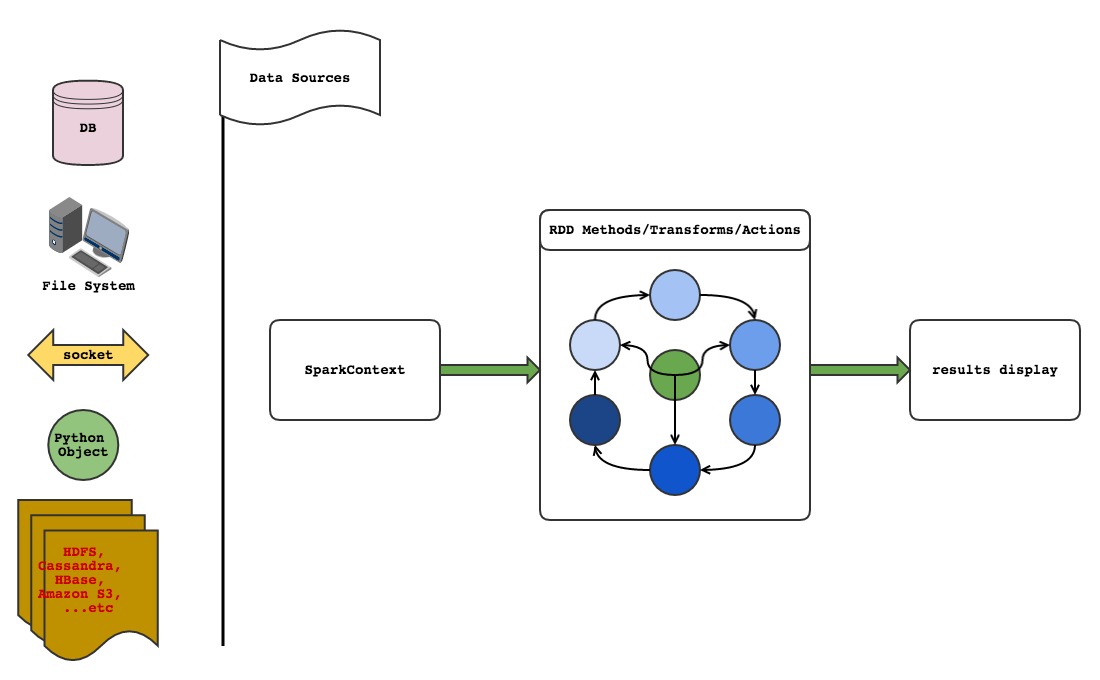 Data Sources
DB
File System
socket
Python
Object
HDFS,
Cassandra,
HBase,
Amazon S3,
...etc
SparkContext
RDD Methods/Transforms/Actions
results display